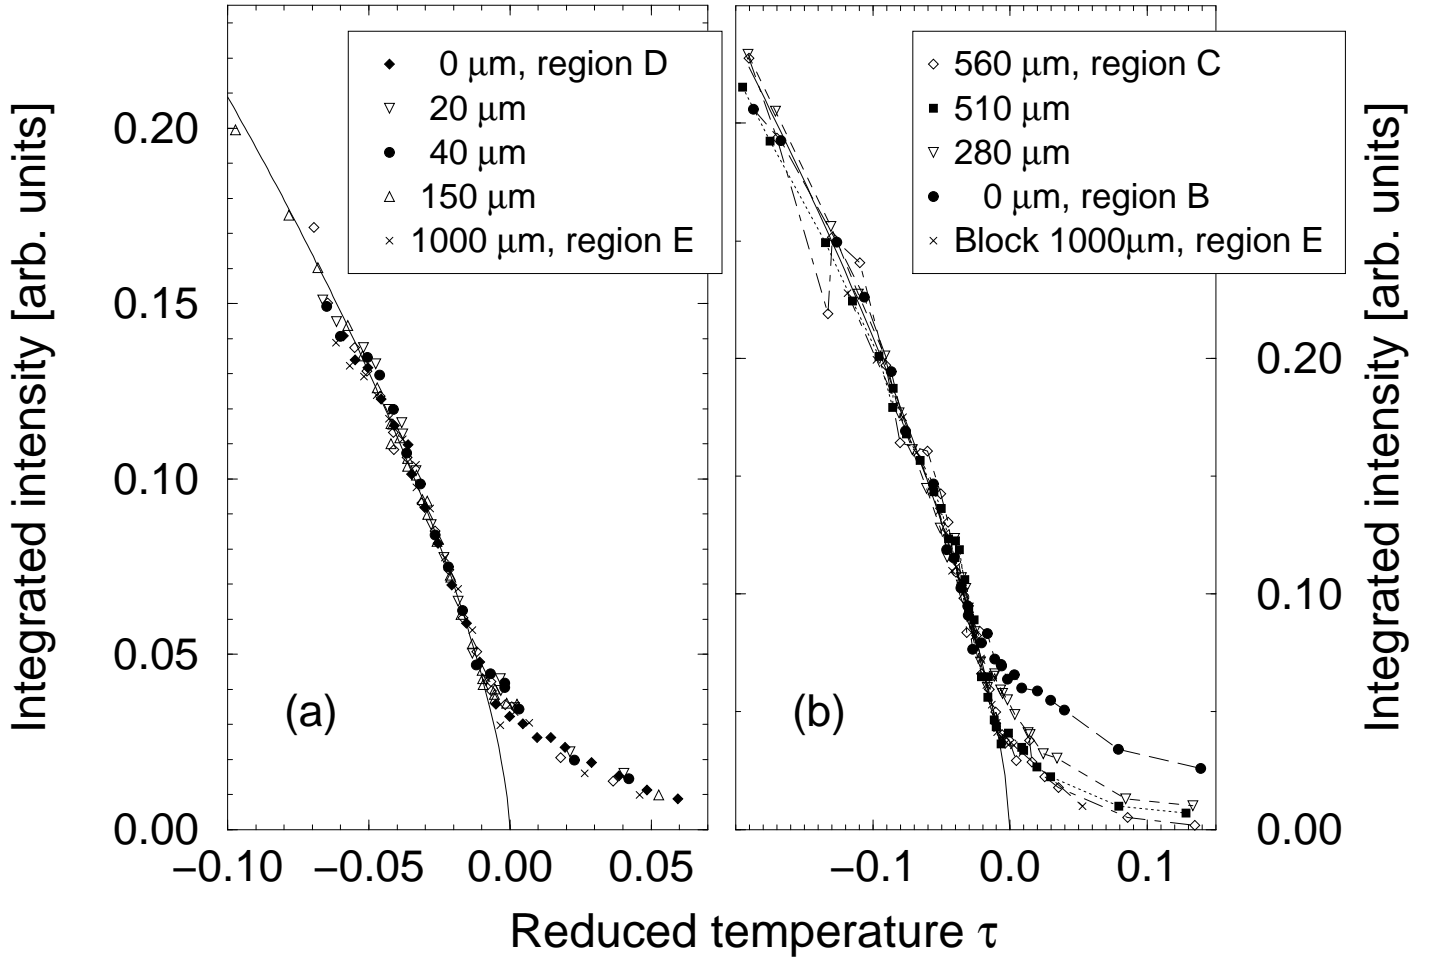 Integrated intensity [arb. units]
0.20
0.15
0.10
0.05
0.00
0 μm, region D
20 μm
40 μm
150 μm
1000 μm, region E
(a)
−0.10
−0.05
0.00
0.05
560 μm, region C
510 μm
280 μm
0 μm, region B
Block 1000μm, region E
(b)
−0.1
0.0
0.1
0.20
0.10
0.00
Integrated intensity [arb. units]
Reduced temperature τ